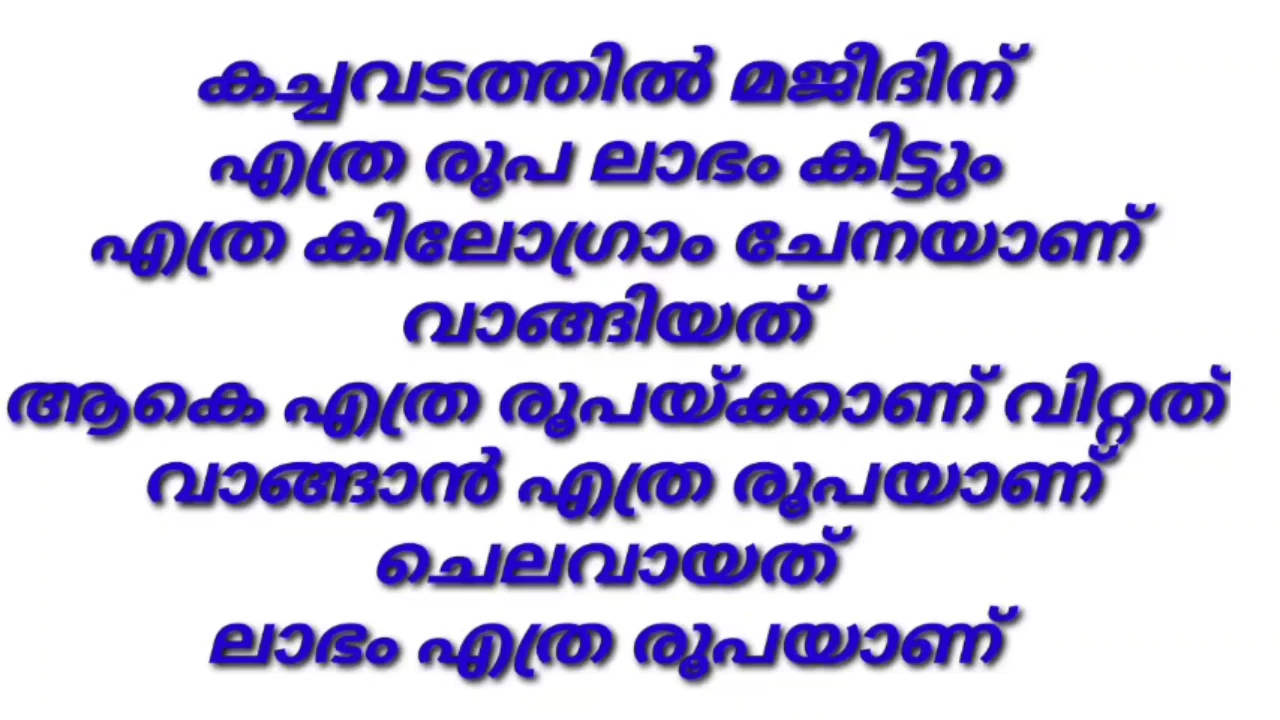 കച്ചവടത്തിൽ മജീദിന്
എത്ര രൂപ ലാഭം കിട്ടും
എത്ര കിലോഗ്രാം ചേനയാണ്
വാങ്ങിയത്
ആകെ എത്ര രൂപയ്ക്കാണ് വിറ്റത്
വാങ്ങാൻ എത്ര രൂപയാണ്
ചെലവായത്
ലാഭം എത്ര രൂപയാണ്